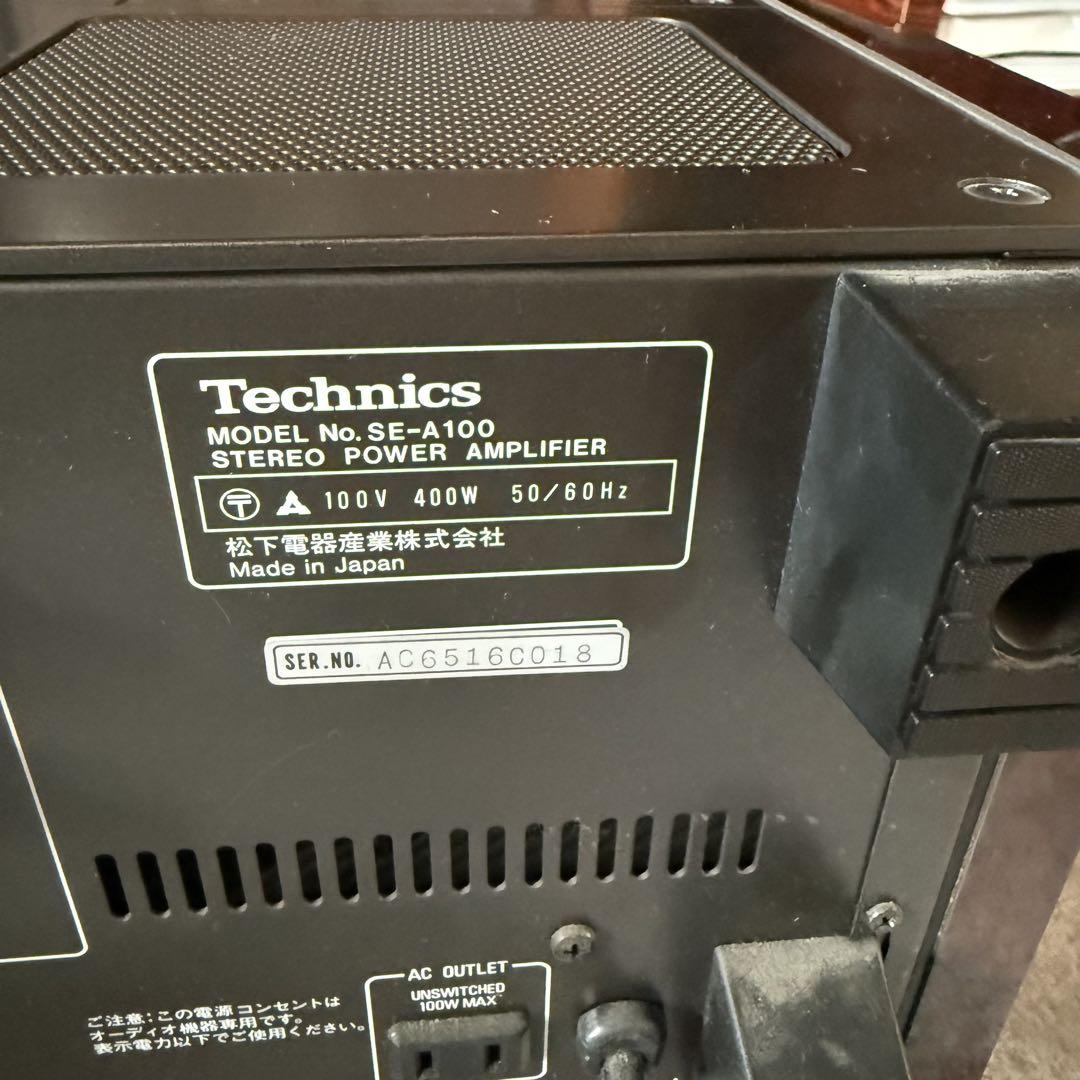 Technics
MODEL No. SE-A100
STEREO POWER AMPLIFIER
〒 100V 400W 50/60Hz
松下電器産業株式会社
Made in Japan
SER.NO. AC6516C018
AC OUTLET
UNSWITCHED
100W MAX
ご注意:この電源コンセントは
オーディオ機器専用です。
表示電力以下でご使用ください。